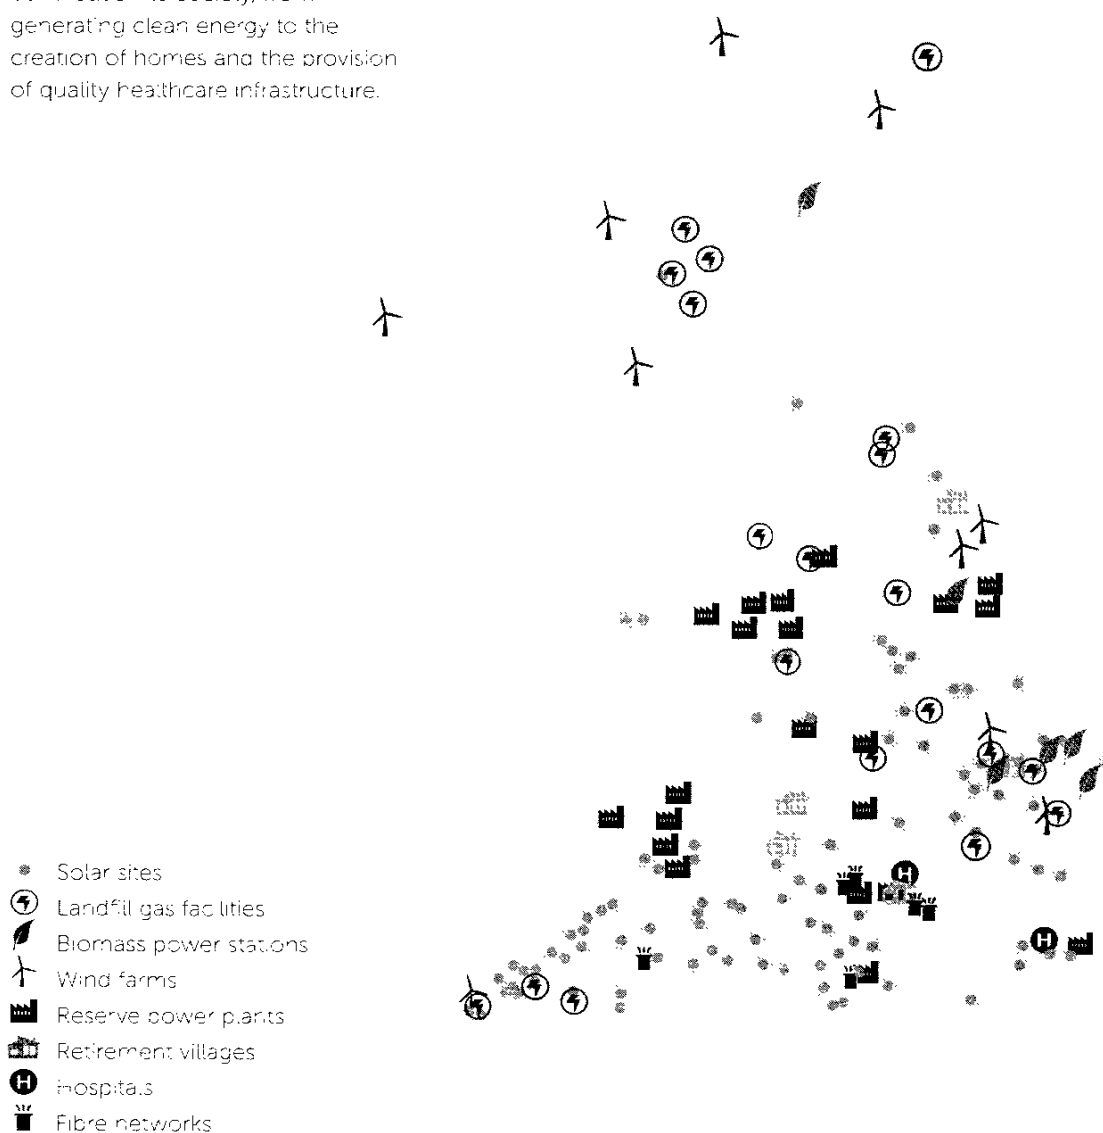 generating clean energy to the
creation of homes and the provision
of quality healthcare infrastructure.
Solar sites
Landfill gas facilities
Biomass power stations
Wind farms
Reserve power plants
Retirement villages
Hospitals
Fibre networks